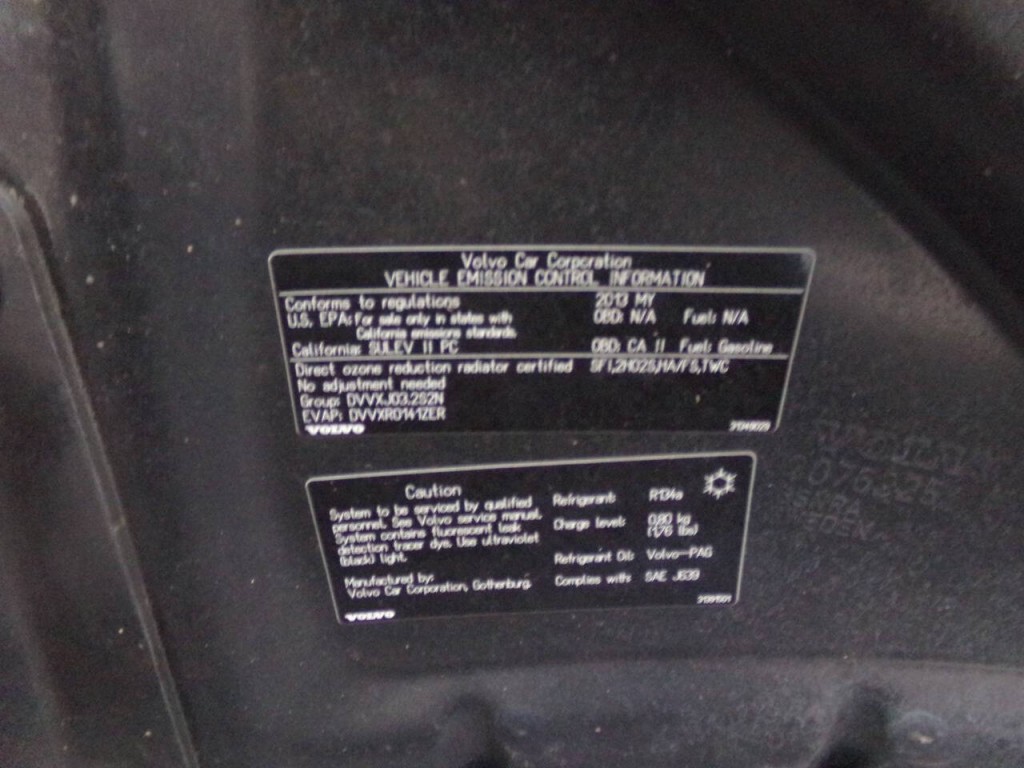 Volvo Car Corporation
VEHICLE EMISSION CONTROL INFORMATION
Conforms to regulations 2013 MY
U.S. EPA: For sale only in states with OBD: N/A Fuel: N/A
California emissions standards.
California: SULEV II PC OBD: CA II Fuel: Gasoline
Direct ozone reduction radiator certified SFI,2HO2S,HA/FS,TWC
No adjustment needed
Group: DVVXJ03.2S2N
EVAP: DVVXR0141ZER
VOLVO
Caution
System to be serviced by qualified
personnel. See Volvo service manual.
System contains fluorescent leak
detection tracer dye. Use ultraviolet
(black) light.
Manufactured by:
Volvo Car Corporation, Gothenburg.
VOLVO
Refrigerant: R134a
Charge level: 0,80 kg
(1,76 lbs)
Refrigerant Oil: Volvo-PAG
Complies with: SAE J639